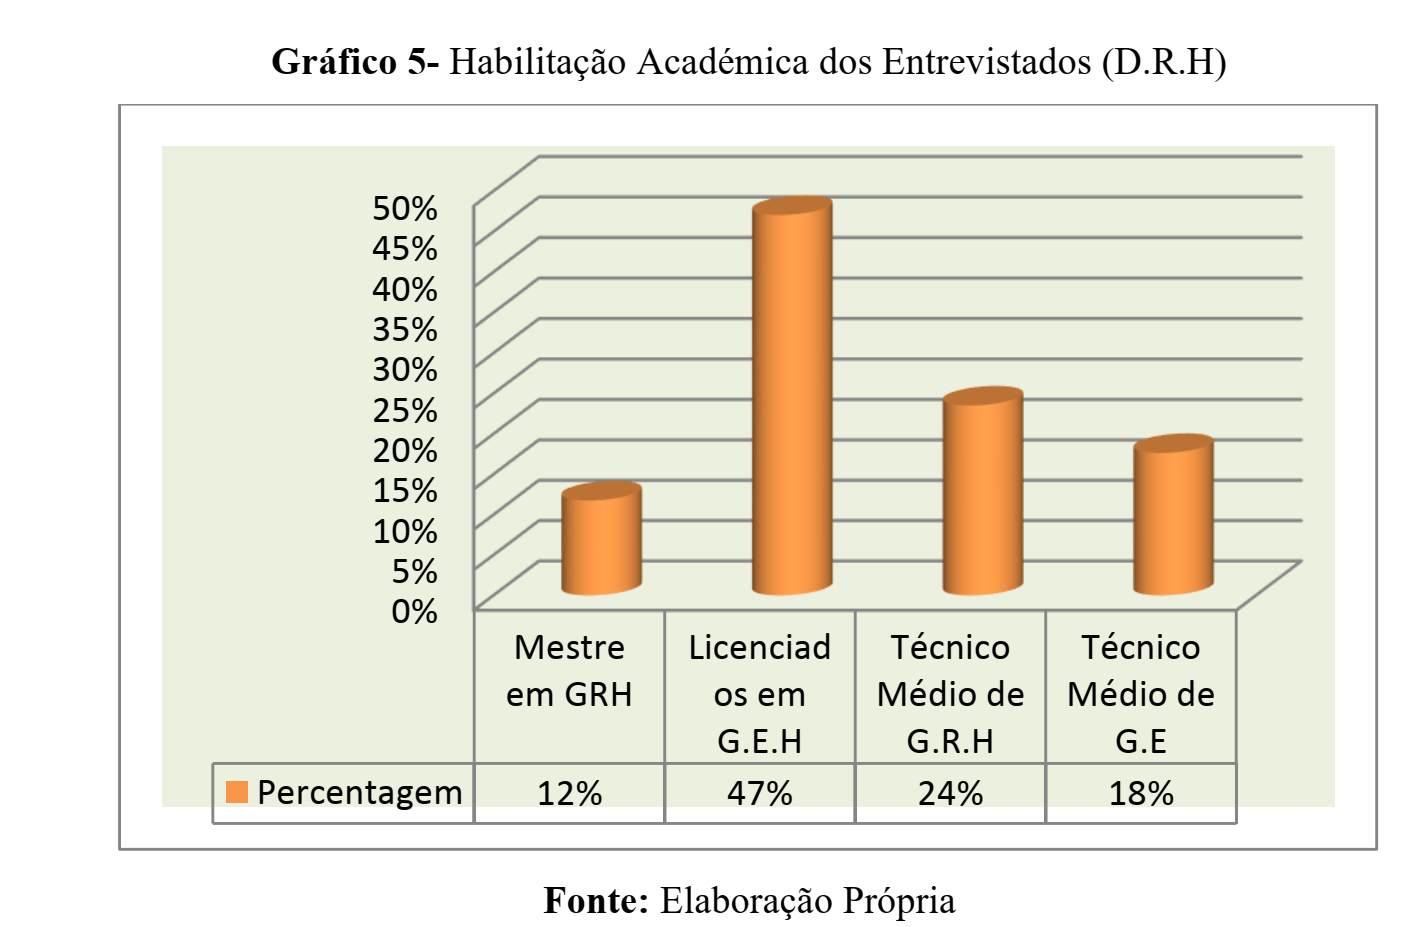 Gráfico 5- Habilitação Académica dos Entrevistados (D.R.H)
50%
45%
40%
35%
30%
25%
20%
15%
10%
5%
0%
Mestre
em GRH
Licenciad
os em
G.E.H
Técnico
Médio de
G.R.H
Técnico
Médio de
G.E
Percentagem 12% 47% 24% 18%
Fonte: Elaboração Própria